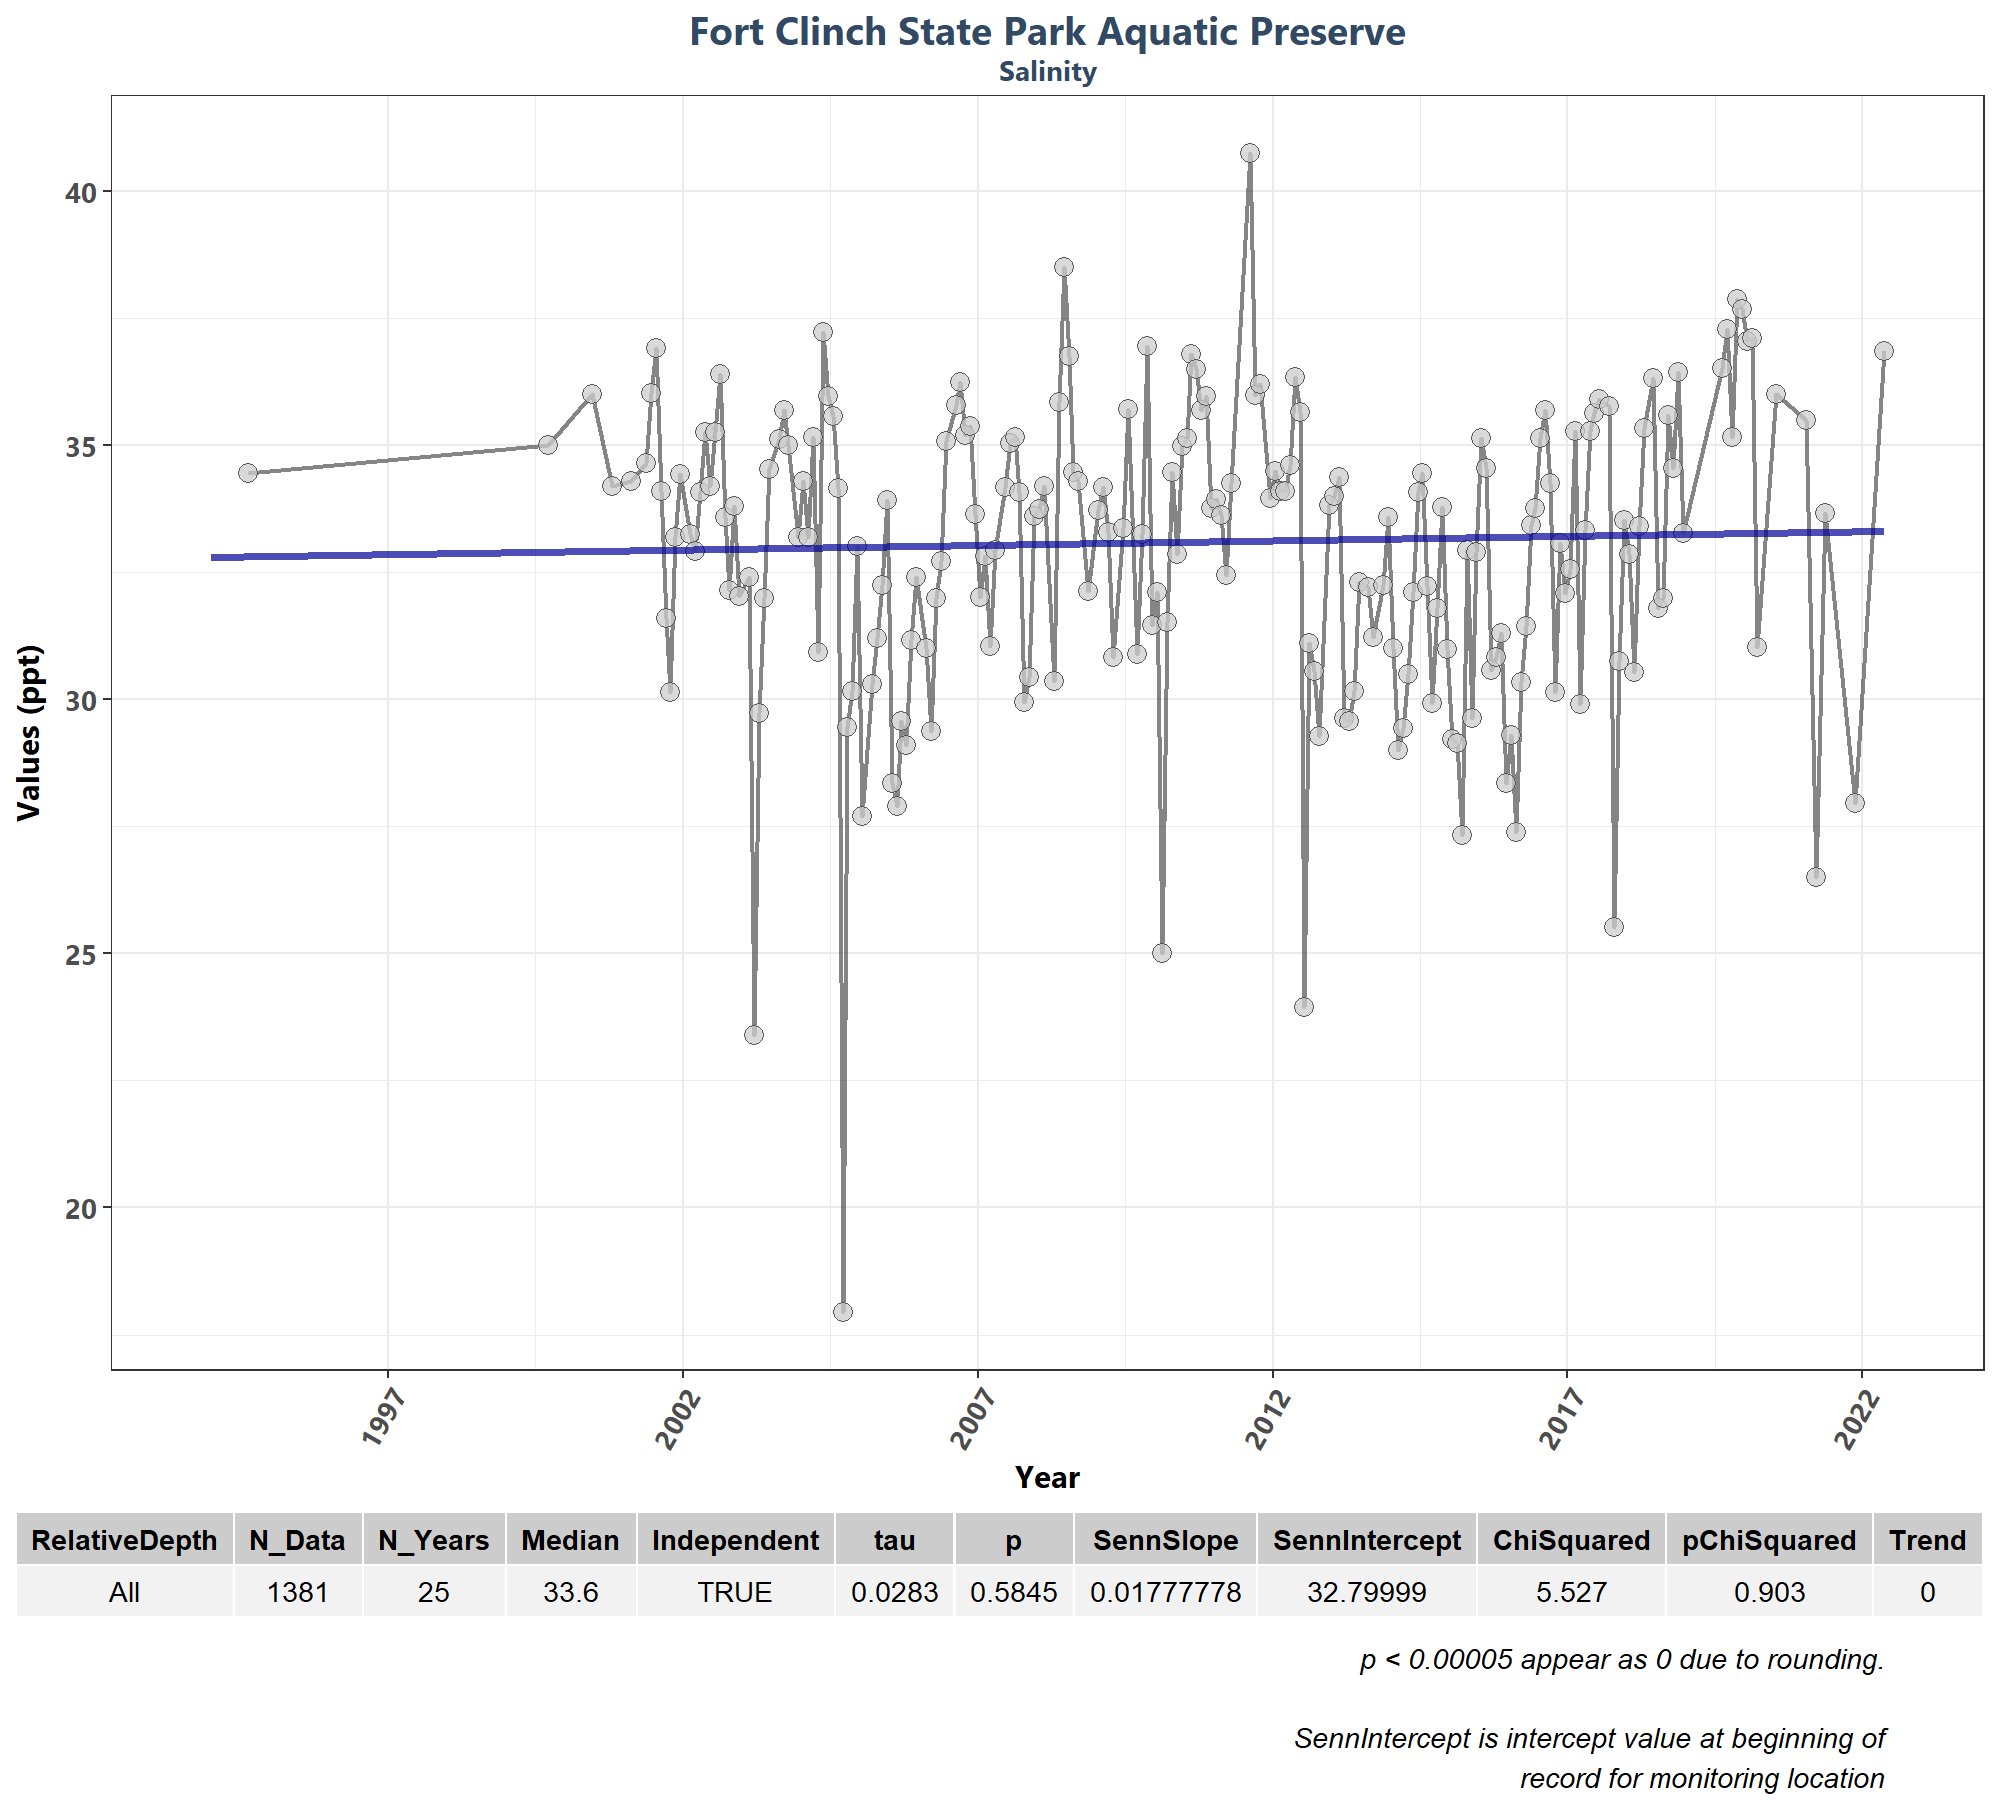 Fort Clinch State Park Aquatic Preserve
Salinity
Values (ppt)
40
35
30
25
20
1997
2002
2007
2012
2017
2022
Year
RelativeDepth N_Data N_Years Median Independent tau p SennSlope SennIntercept ChiSquared pChiSquared Trend
All 1381 25 33.6 TRUE 0.0283 0.5845 0.01777778 32.79999 5.527 0.903 0
p < 0.00005 appear as 0 due to rounding.
SennIntercept is intercept value at beginning of
record for monitoring location